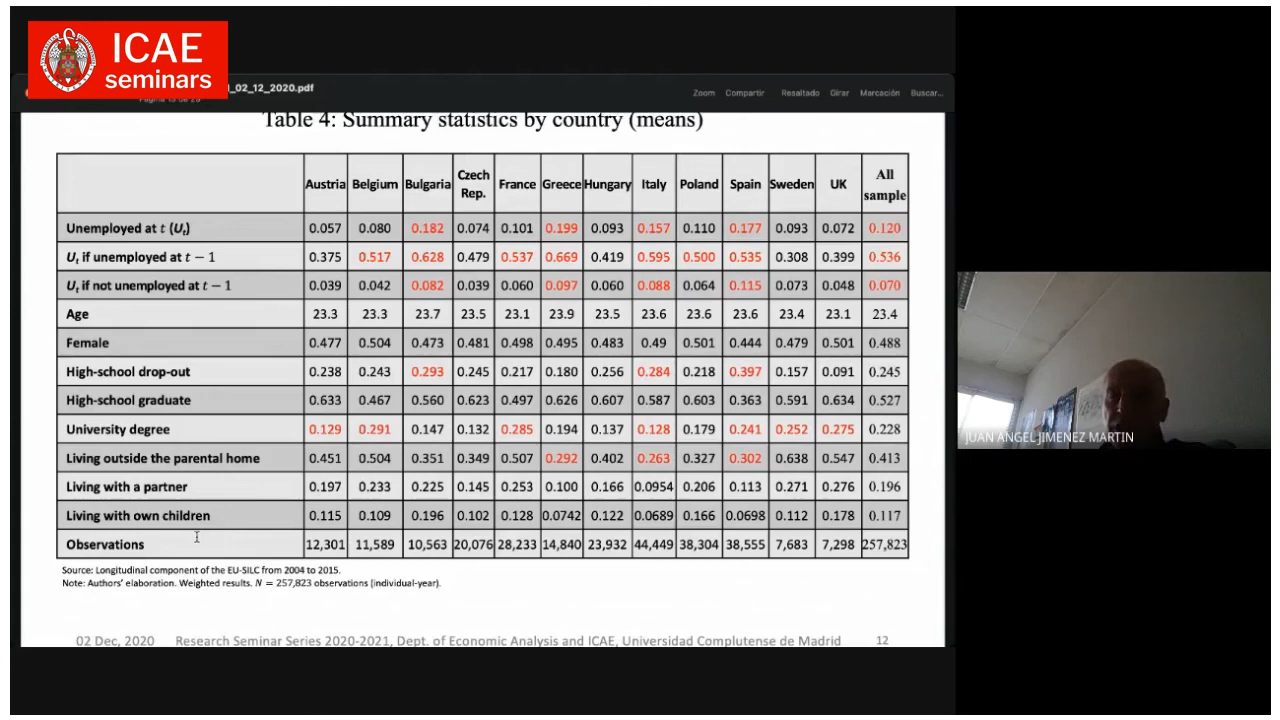 ICAE
seminars
_02_12_2020.pdf
Zoom Compartir Resaltado Girar Marcación Buscar...
Table 4: Summary statistics by country (means)
Austria Belgium Bulgaria Czech Rep. France Greece Hungary Italy Poland Spain Sweden UK All sample
Unemployed at t (Uₜ) 0.057 0.080 0.182 0.074 0.101 0.199 0.093 0.157 0.110 0.177 0.093 0.072 0.120
Uₜ if unemployed at t − 1 0.375 0.517 0.628 0.479 0.537 0.669 0.419 0.595 0.500 0.535 0.308 0.399 0.536
Uₜ if not unemployed at t − 1 0.039 0.042 0.082 0.039 0.060 0.097 0.060 0.088 0.064 0.115 0.073 0.048 0.070
Age 23.3 23.3 23.7 23.5 23.1 23.9 23.5 23.6 23.6 23.6 23.4 23.1 23.4
Female 0.477 0.504 0.473 0.481 0.498 0.495 0.483 0.49 0.501 0.444 0.479 0.501 0.488
High-school drop-out 0.238 0.243 0.293 0.245 0.217 0.180 0.256 0.284 0.218 0.397 0.157 0.091 0.245
High-school graduate 0.633 0.467 0.560 0.623 0.497 0.626 0.607 0.587 0.603 0.363 0.591 0.634 0.527
University degree 0.129 0.291 0.147 0.132 0.285 0.194 0.137 0.128 0.179 0.241 0.252 0.275 0.228
Living outside the parental home 0.451 0.504 0.351 0.349 0.507 0.292 0.402 0.263 0.327 0.302 0.638 0.547 0.413
Living with a partner 0.197 0.233 0.225 0.145 0.253 0.100 0.166 0.0954 0.206 0.113 0.271 0.276 0.196
Living with own children 0.115 0.109 0.196 0.102 0.128 0.0742 0.122 0.0689 0.166 0.0698 0.112 0.178 0.117
Observations 12,301 11,589 10,563 20,076 28,233 14,840 23,932 44,449 38,304 38,555 7,683 7,298 257,823
Source: Longitudinal component of the EU-SILC from 2004 to 2015.
Note: Authors' elaboration. Weighted results. N = 257,823 observations (individual-year).
02 Dec, 2020 Research Seminar Series 2020-2021, Dept. of Economic Analysis and ICAE, Universidad Complutense de Madrid 12
JUAN ANGEL JIMENEZ MARTIN